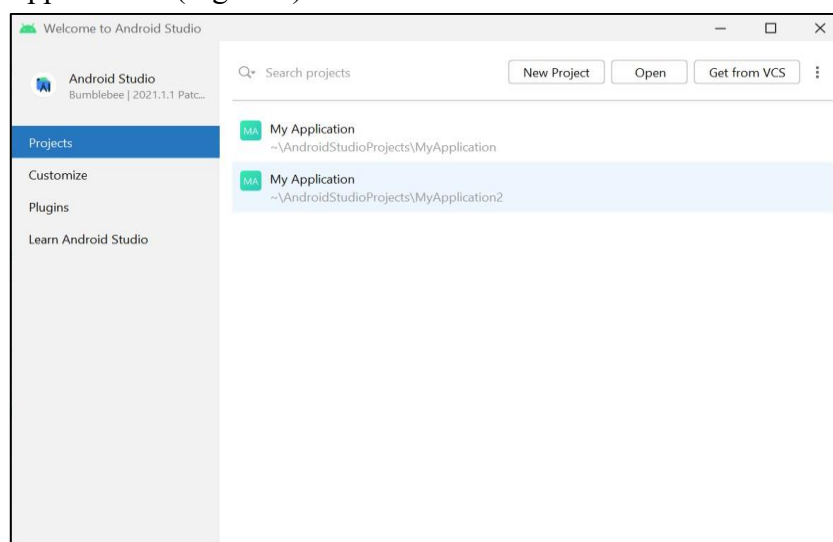 Welcome to Android Studio
Android Studio
Bumblebee | 2021.1.1 Patc...
Projects
Customize
Plugins
Learn Android Studio
Search projects
New Project
Open
Get from VCS
MA
My Application
~\AndroidStudioProjects\MyApplication
MA
My Application
~\AndroidStudioProjects\MyApplication2